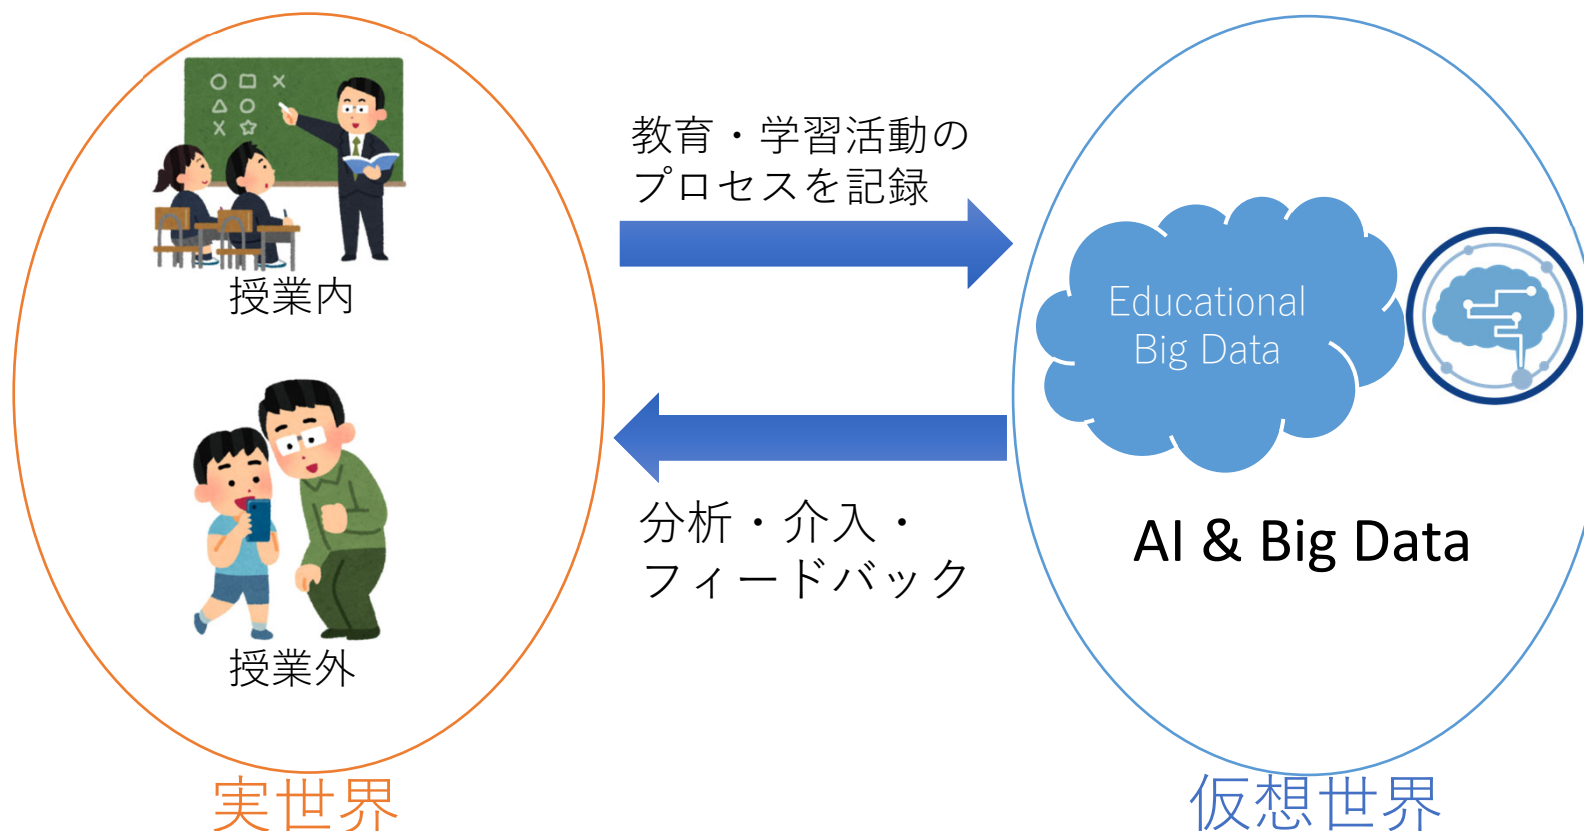 授業内
授業外
実世界
教育・学習活動の
プロセスを記録
分析・介入・
フィードバック
Educational
Big Data
AI & Big Data
仮想世界